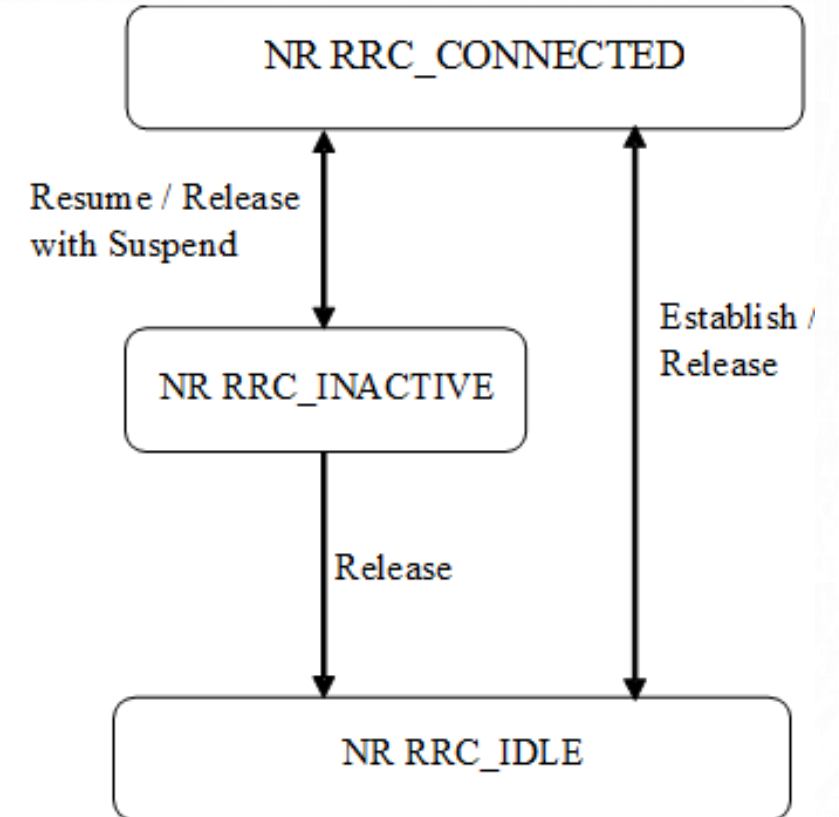 NR RRC_CONNECTED
Resume / Release
with Suspend
Establish /
Release
NR RRC_INACTIVE
Release
NR RRC_IDLE